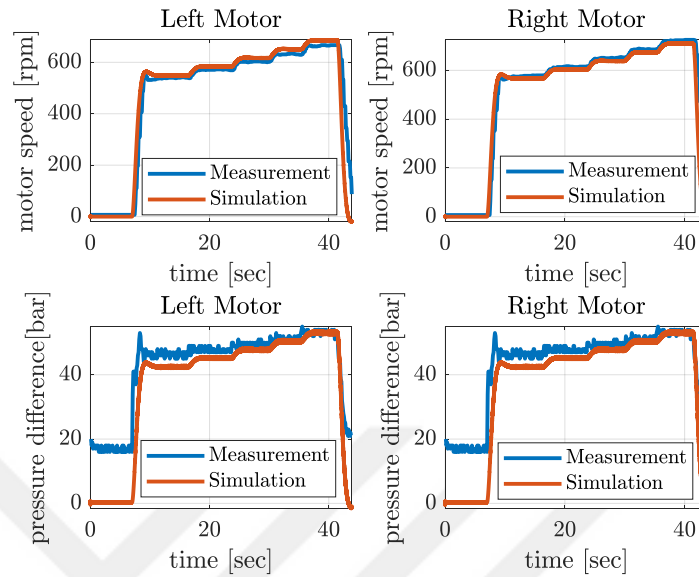 Left Motor
motor speed [rpm]
600
400
200
0
Measurement
Simulation
0
20
40
time [sec]
Right Motor
motor speed [rpm]
600
400
200
0
Measurement
Simulation
0
20
40
time [sec]
Left Motor
pressure difference[bar]
40
20
0
Measurement
Simulation
0
20
40
time [sec]
Right Motor
pressure difference[bar]
40
20
0
Measurement
Simulation
0
20
40
time [sec]